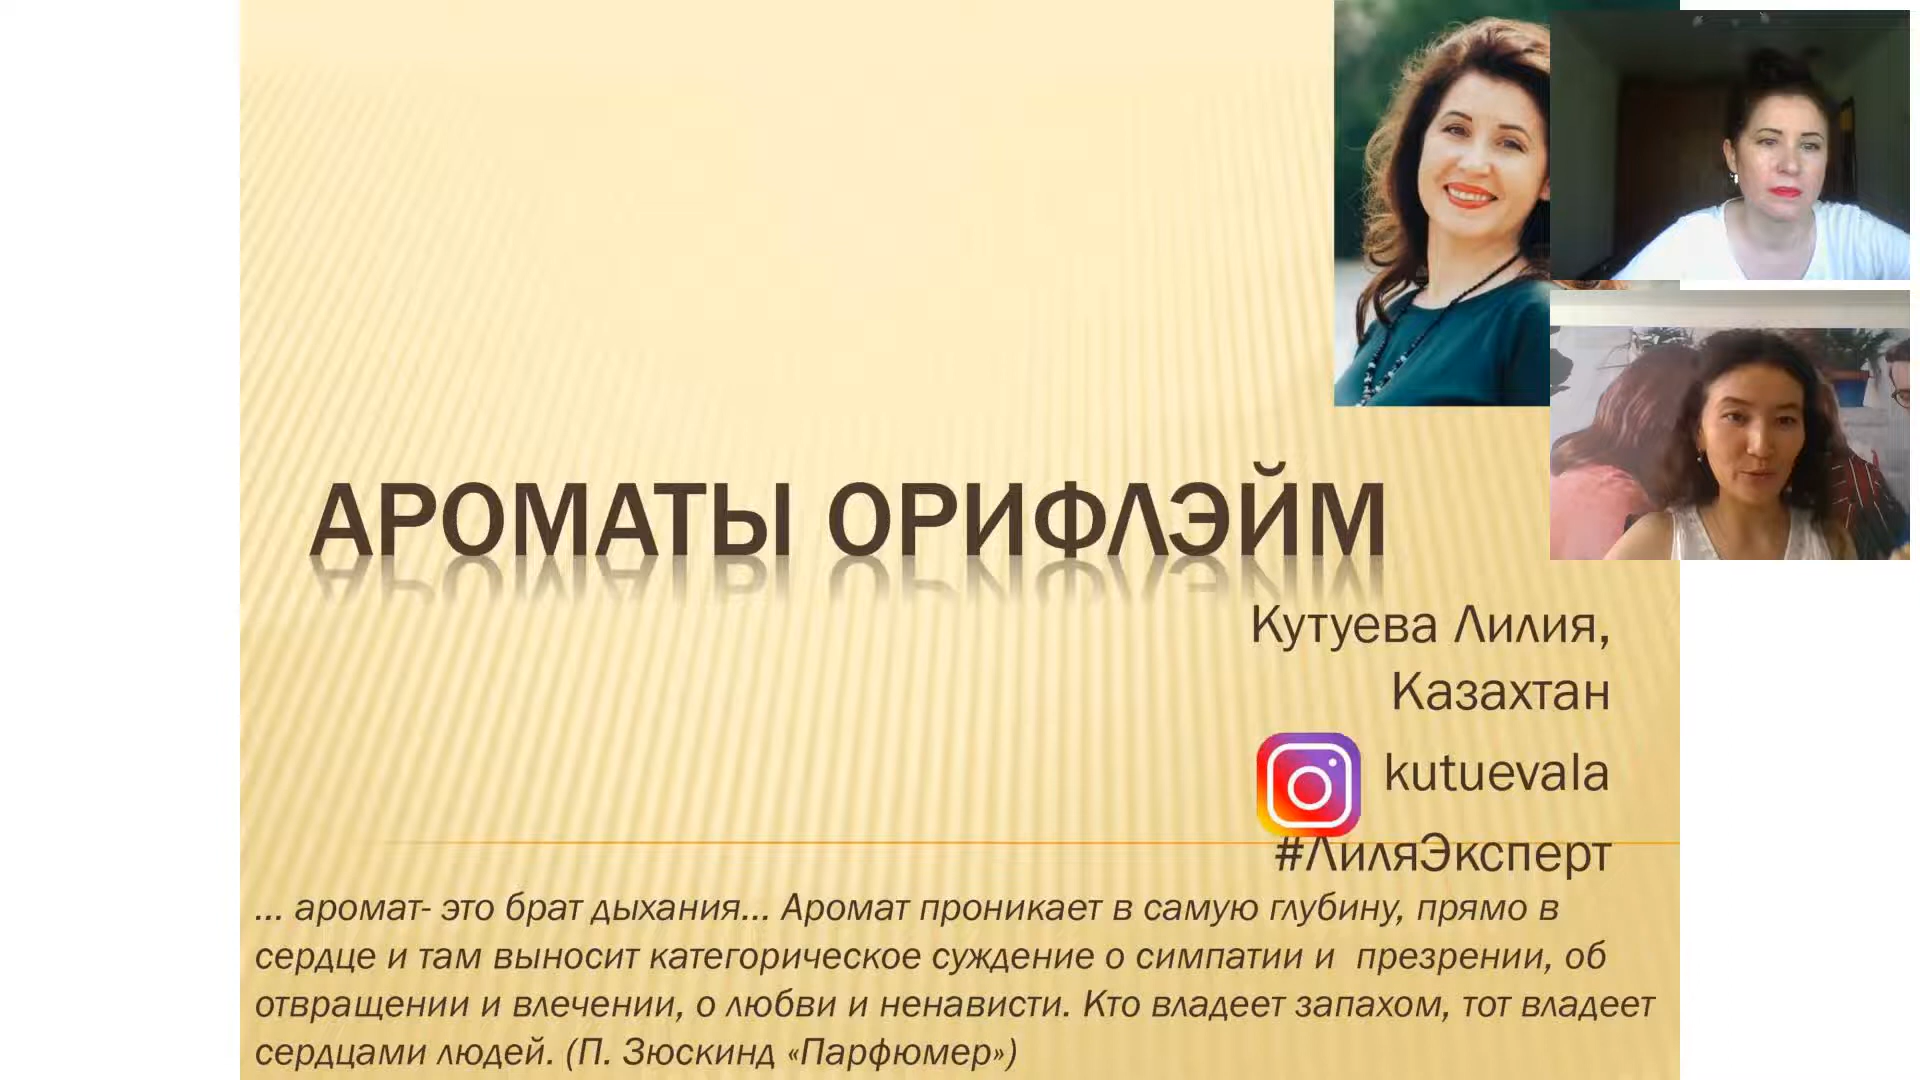 АРОМАТЫ ОРИФЛЭЙМ
Кутуева Лилия,
Казахтан
kutuevala
#ЛиляЭксперт
... аромат- это брат дыхания... Аромат проникает в самую глубину, прямо в
сердце и там выносит категорическое суждение о симпатии и презрении, об
отвращении и влечении, о любви и ненависти. Кто владеет запахом, тот владеет
сердцами людей. (П. Зюскинд «Парфюмер»)